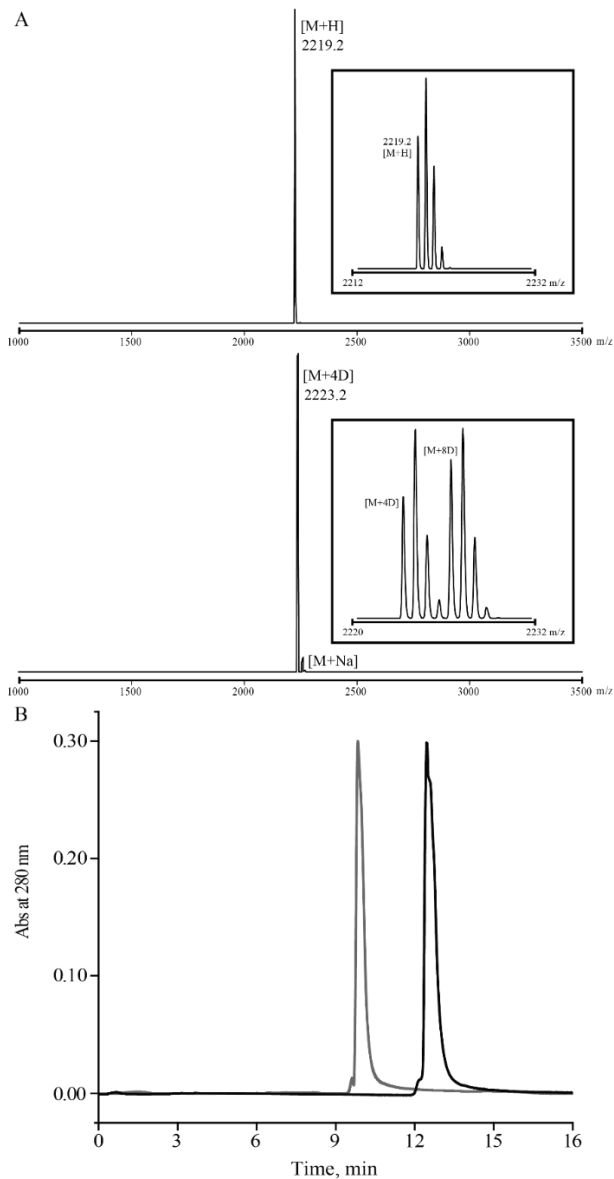 A
[M+H]
2219.2
2219.2
[M+H]
2212
2232 m/z
1000
1500
2000
2500
3000
3500 m/z
[M+4D]
2223.2
[M+8D]
[M+4D]
2220
2232 m/z
[M+Na]
1000
1500
2000
2500
3000
3500 m/z
B
0.30
0.20
0.10
0.00
Abs at 280 nm
0
3
6
9
12
15
16
Time, min